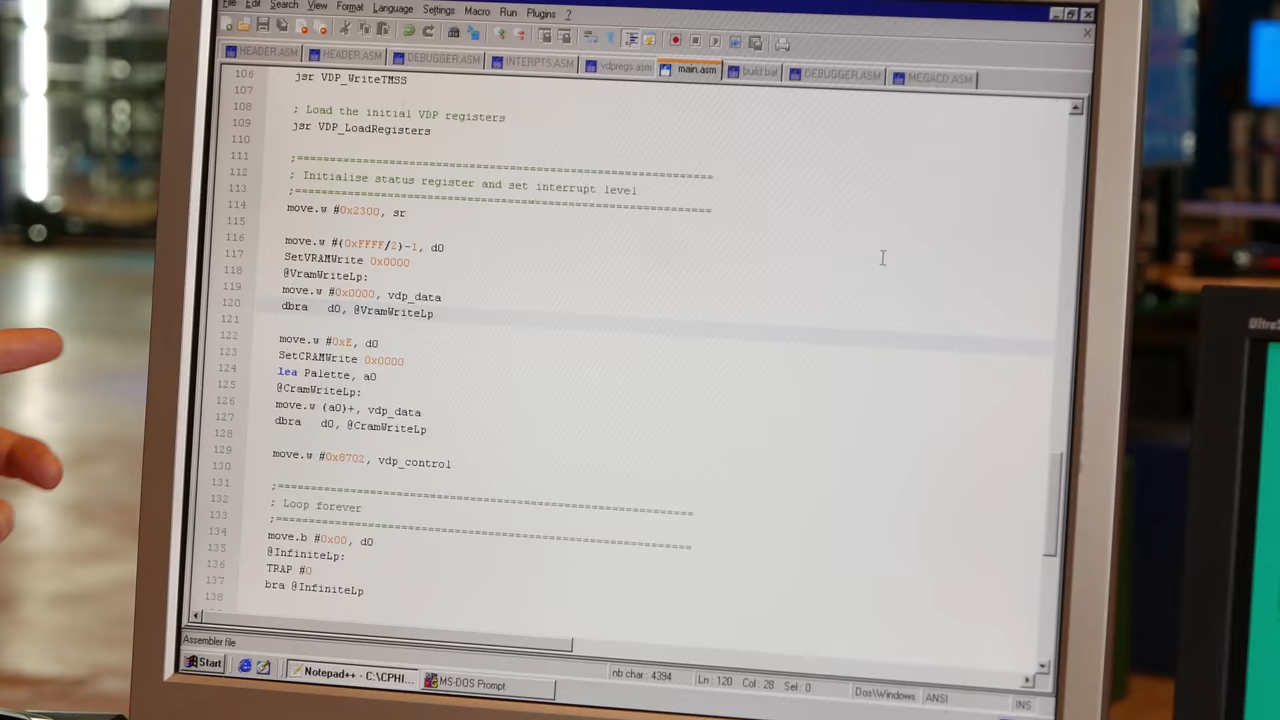 File Edit Search View Format Language Settings Macro Run Plugins ?
HEADER.ASM HEADER.ASM DEBUGGER.ASM INTERPTS.ASM vdpregs.asm main.asm build.bat DEBUGGER.ASM MEGACD.ASM
106 jsr VDP_WriteTMSS
107
108 ; Load the initial VDP registers
109 jsr VDP_LoadRegisters
110
111 ;==========================================================
112 ; Initialise status register and set interrupt level
113 ;==========================================================
114 move.w #0x2300, sr
115
116 move.w #(0xFFFF/2)-1, d0
117 SetVRAMWrite 0x0000
118 @VramWriteLp:
119 move.w #0x0000, vdp_data
120 dbra d0, @VramWriteLp
121
122 move.w #0xE, d0
123 SetCRAMWrite 0x0000
124 lea Palette, a0
125 @CramWriteLp:
126 move.w (a0)+, vdp_data
127 dbra d0, @CramWriteLp
128
129 move.w #0x8702, vdp_control
130
131 ;==========================================================
132 ; Loop forever
133 ;==========================================================
134 move.b #0x00, d0
135 @InfiniteLp:
136 TRAP #0
137 bra @InfiniteLp
138
Assembler file
nb char : 4394 Ln : 120 Col : 28 Sel : 0 Dos\Windows ANSI INS
Start Notepad++ - C:\CPHI... MS-DOS Prompt